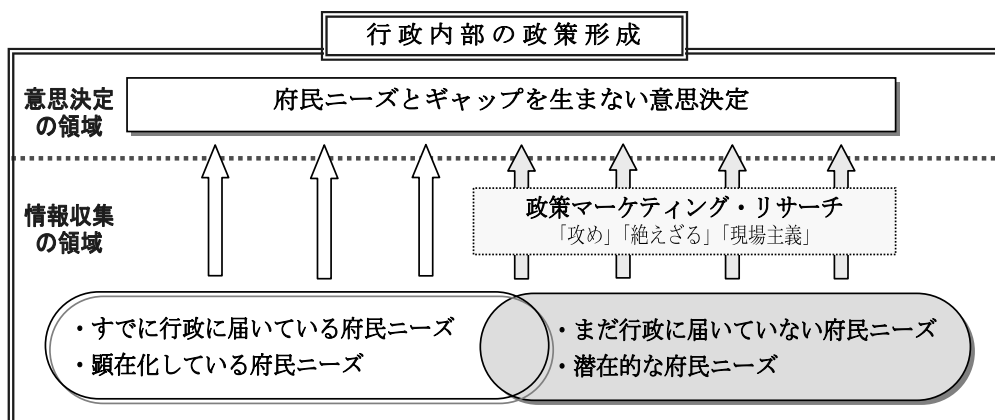 行政内部の政策形成
意思決定
の領域
府民ニーズとギャップを生まない意思決定
情報収集
の領域
政策マーケティング・リサーチ
「攻め」「絶えざる」「現場主義」
・すでに行政に届いている府民ニーズ
・顕在化している府民ニーズ
・まだ行政に届いていない府民ニーズ
・潜在的な府民ニーズ